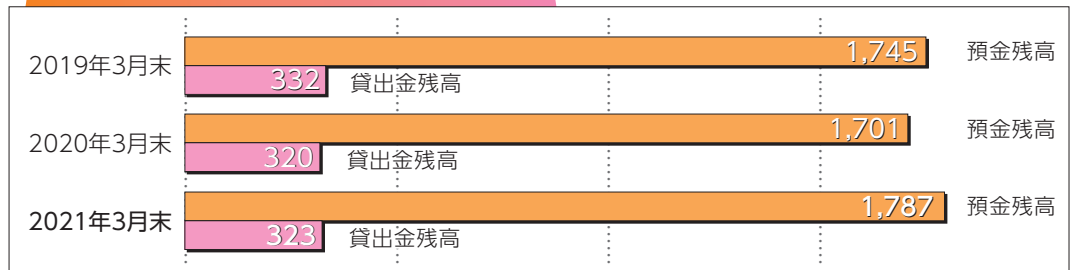 1,745 預金残高
2019年3月末
332 貸出金残高
1,701 預金残高
2020年3月末
320 貸出金残高
1,787 預金残高
2021年3月末
323 貸出金残高